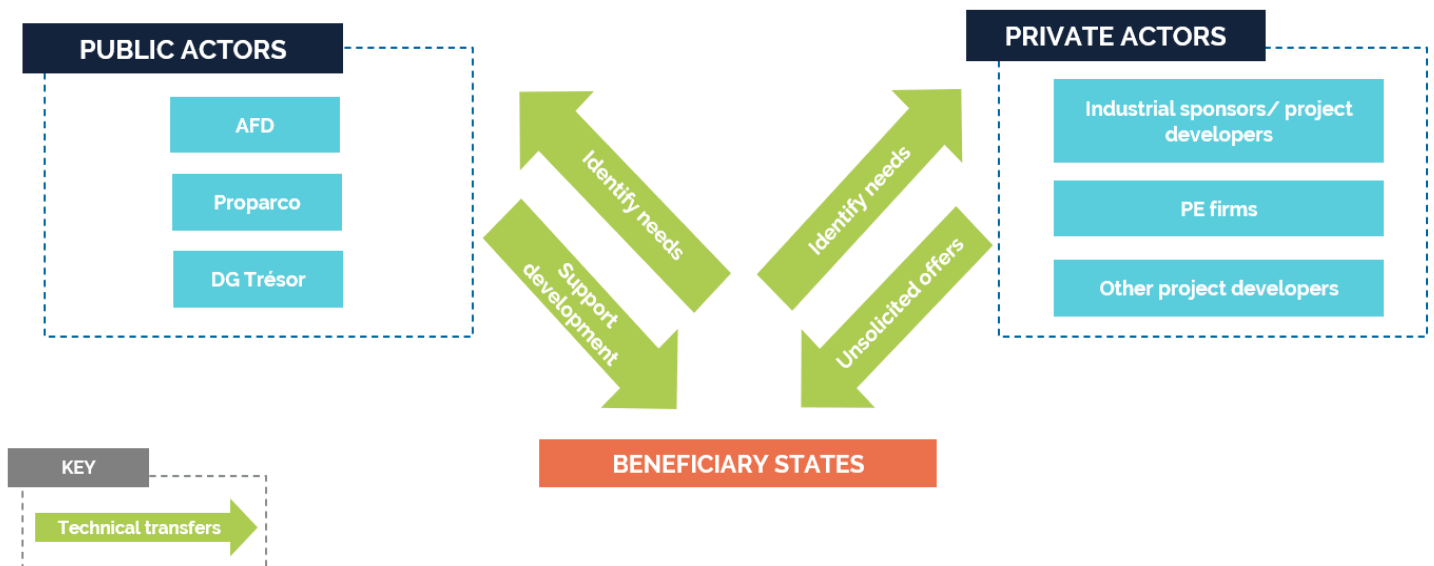 PUBLIC ACTORS
AFD
Proparco
DG Trésor
Identify needs
Support
development
PRIVATE ACTORS
Industrial sponsors/ project
developers
PE firms
Other project developers
Identify needs
Unsolicited offers
BENEFICIARY STATES
KEY
Technical transfers